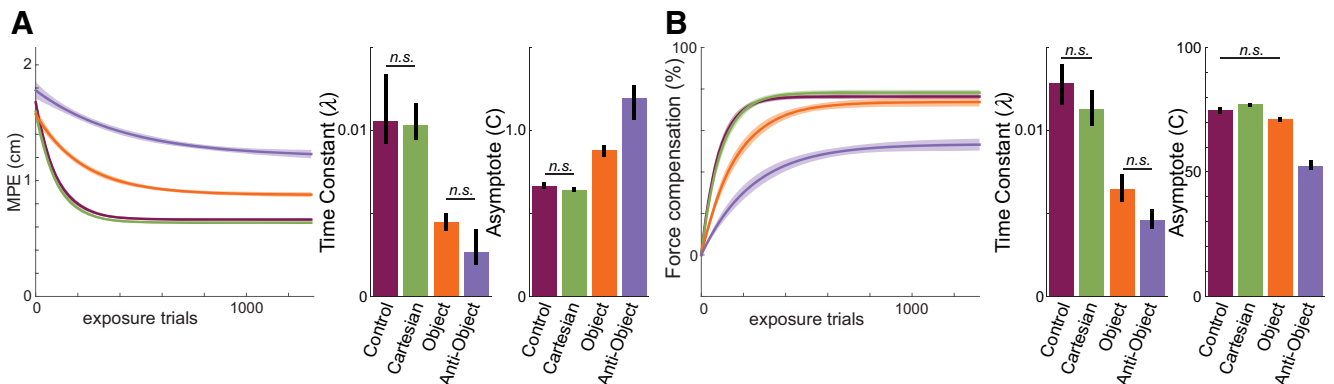 A
MPE (cm)
2
1
0
0
1000
exposure trials
Time Constant (λ)
0.01
0
n.s.
n.s.
Control
Cartesian
Object
Anti-Object
Asymptote (C)
1.0
0
n.s.
Control
Cartesian
Object
Anti-Object
B
Force compensation (%)
100
0
0
1000
exposure trials
Time Constant (λ)
0.01
0
n.s.
n.s.
Control
Cartesian
Object
Anti-Object
Asymptote (C)
100
50
0
n.s.
Control
Cartesian
Object
Anti-Object